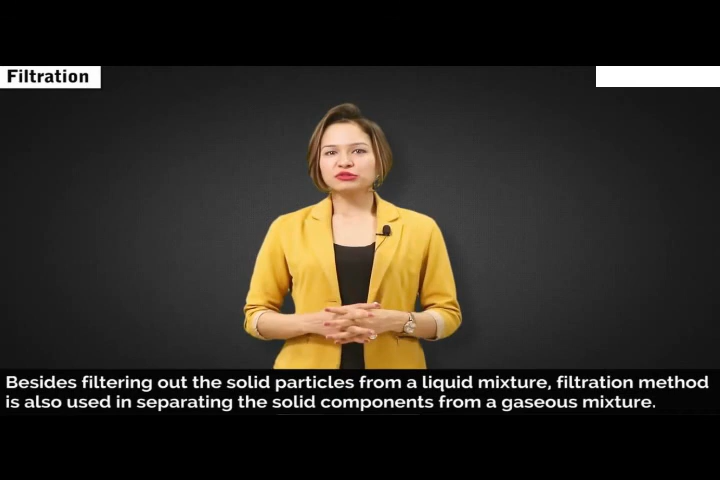 Filtration
Besides filtering out the solid particles from a liquid mixture, filtration method
is also used in separating the solid components from a gaseous mixture.